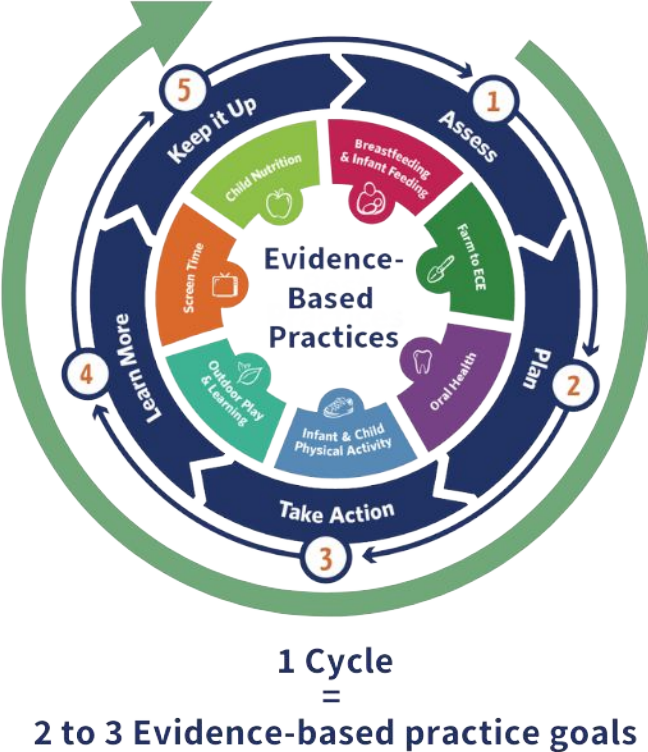 1
Assess
2
Plan
3
Take Action
4
Learn More
5
Keep it Up
Child Nutrition
Breastfeeding
& Infant Feeding
Farm to ECE
Oral Health
Infant & Child
Physical Activity
Outdoor Play
& Learning
Screen Time
Evidence-
Based
Practices
1 Cycle
=
2 to 3 Evidence-based practice goals